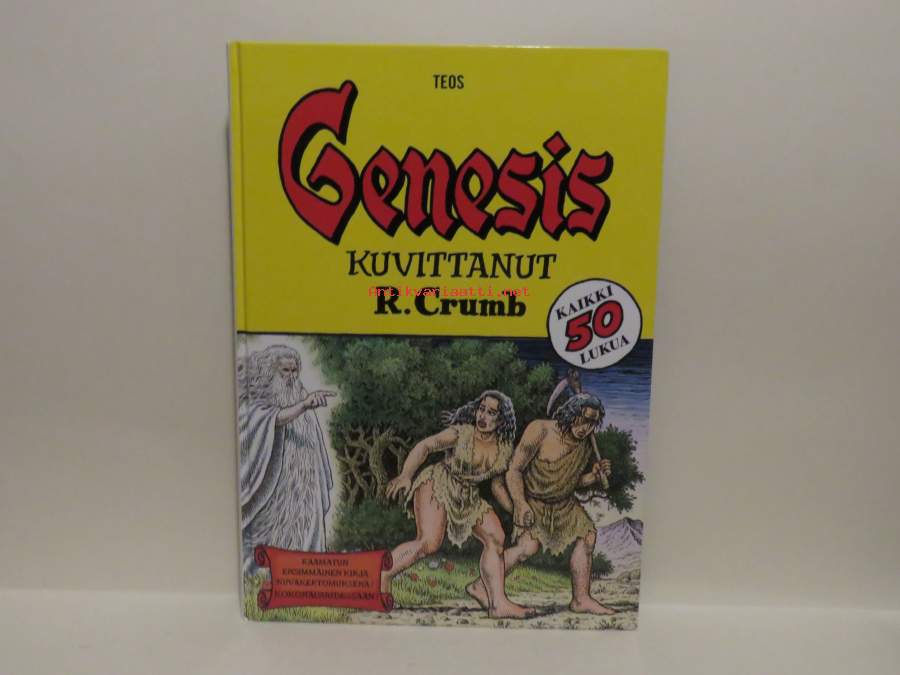 TEOS
Genesis
KUVITTANUT
Antikvariaatti.net
R. Crumb
KAIKKI
50
LUKUA
RAAMATUN
ENSIMMÄINEN KIRJA
KUVAKERTOMUKSENA
KOKONAISUUDESSAAN!